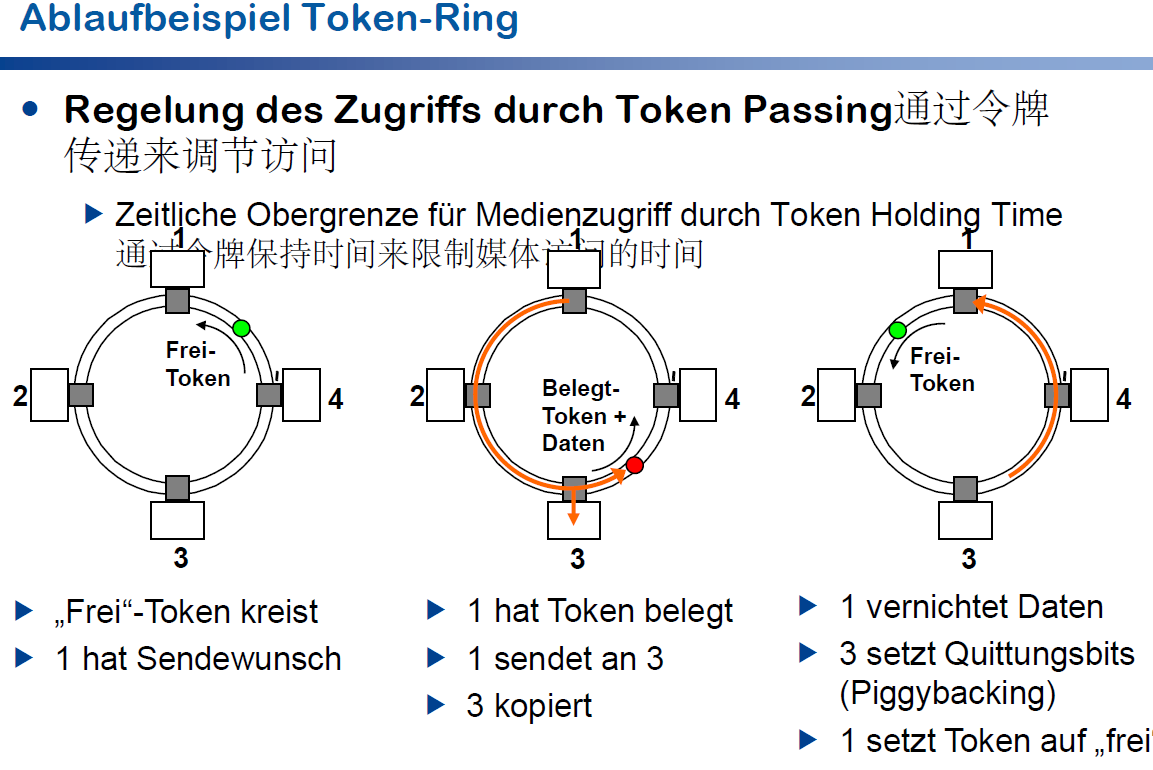 Ablaufbeispiel Token-Ring
Regelung des Zugriffs durch Token Passing通过令牌
传递来调节访问
Zeitliche Obergrenze für Medienzugriff durch Token Holding Time
通过令牌保持时间来限制媒体访问的时间
1
2
Frei-
Token
4
3
1
2
Belegt-
Token +
Daten
4
3
1
2
Frei-
Token
4
3
„Frei“-Token kreist
1 hat Sendewunsch
1 hat Token belegt
1 sendet an 3
3 kopiert
1 vernichtet Daten
3 setzt Quittungsbits
(Piggybacking)
1 setzt Token auf „frei“